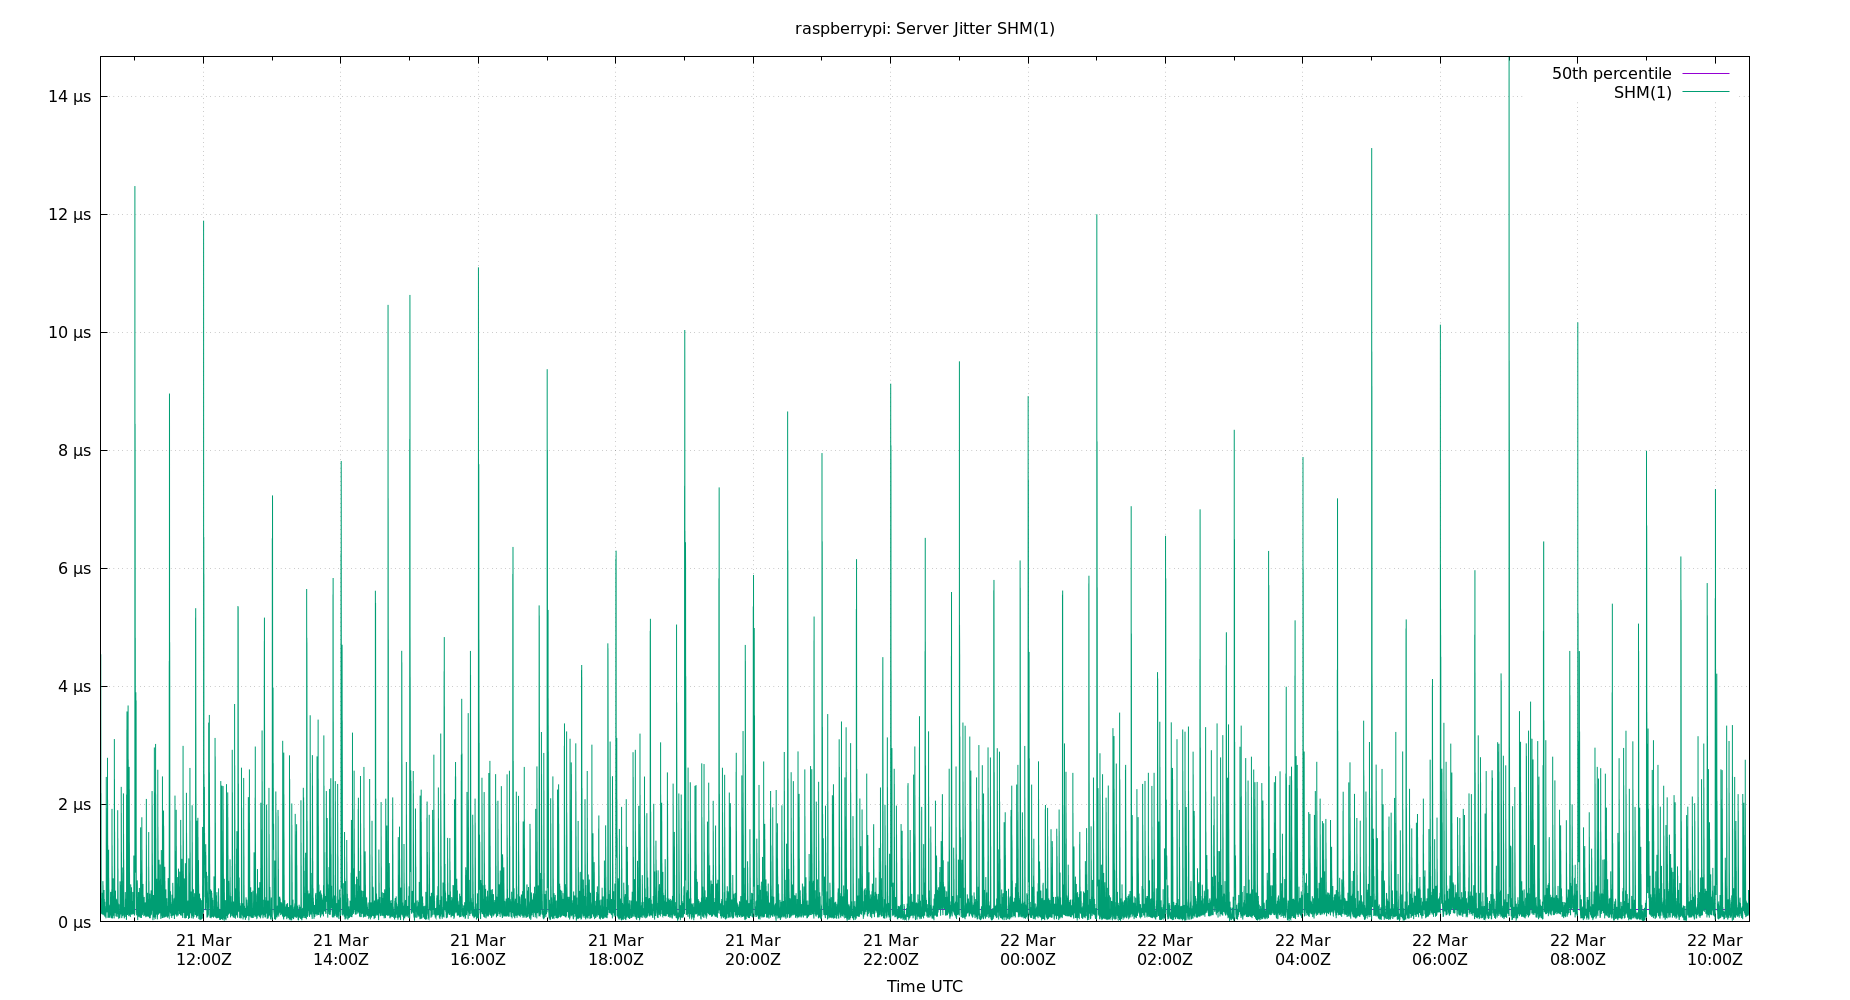 raspberrypi: Server Jitter SHM(1)
50th percentile
SHM(1)
14 µs
12 µs
10 µs
8 µs
6 µs
4 µs
2 µs
0 µs
21 Mar 21 Mar 21 Mar 21 Mar 21 Mar 21 Mar 22 Mar 22 Mar 22 Mar 22 Mar 22 Mar 22 Mar
12:00Z 14:00Z 16:00Z 18:00Z 20:00Z 22:00Z 00:00Z 02:00Z 04:00Z 06:00Z 08:00Z 10:00Z
Time UTC